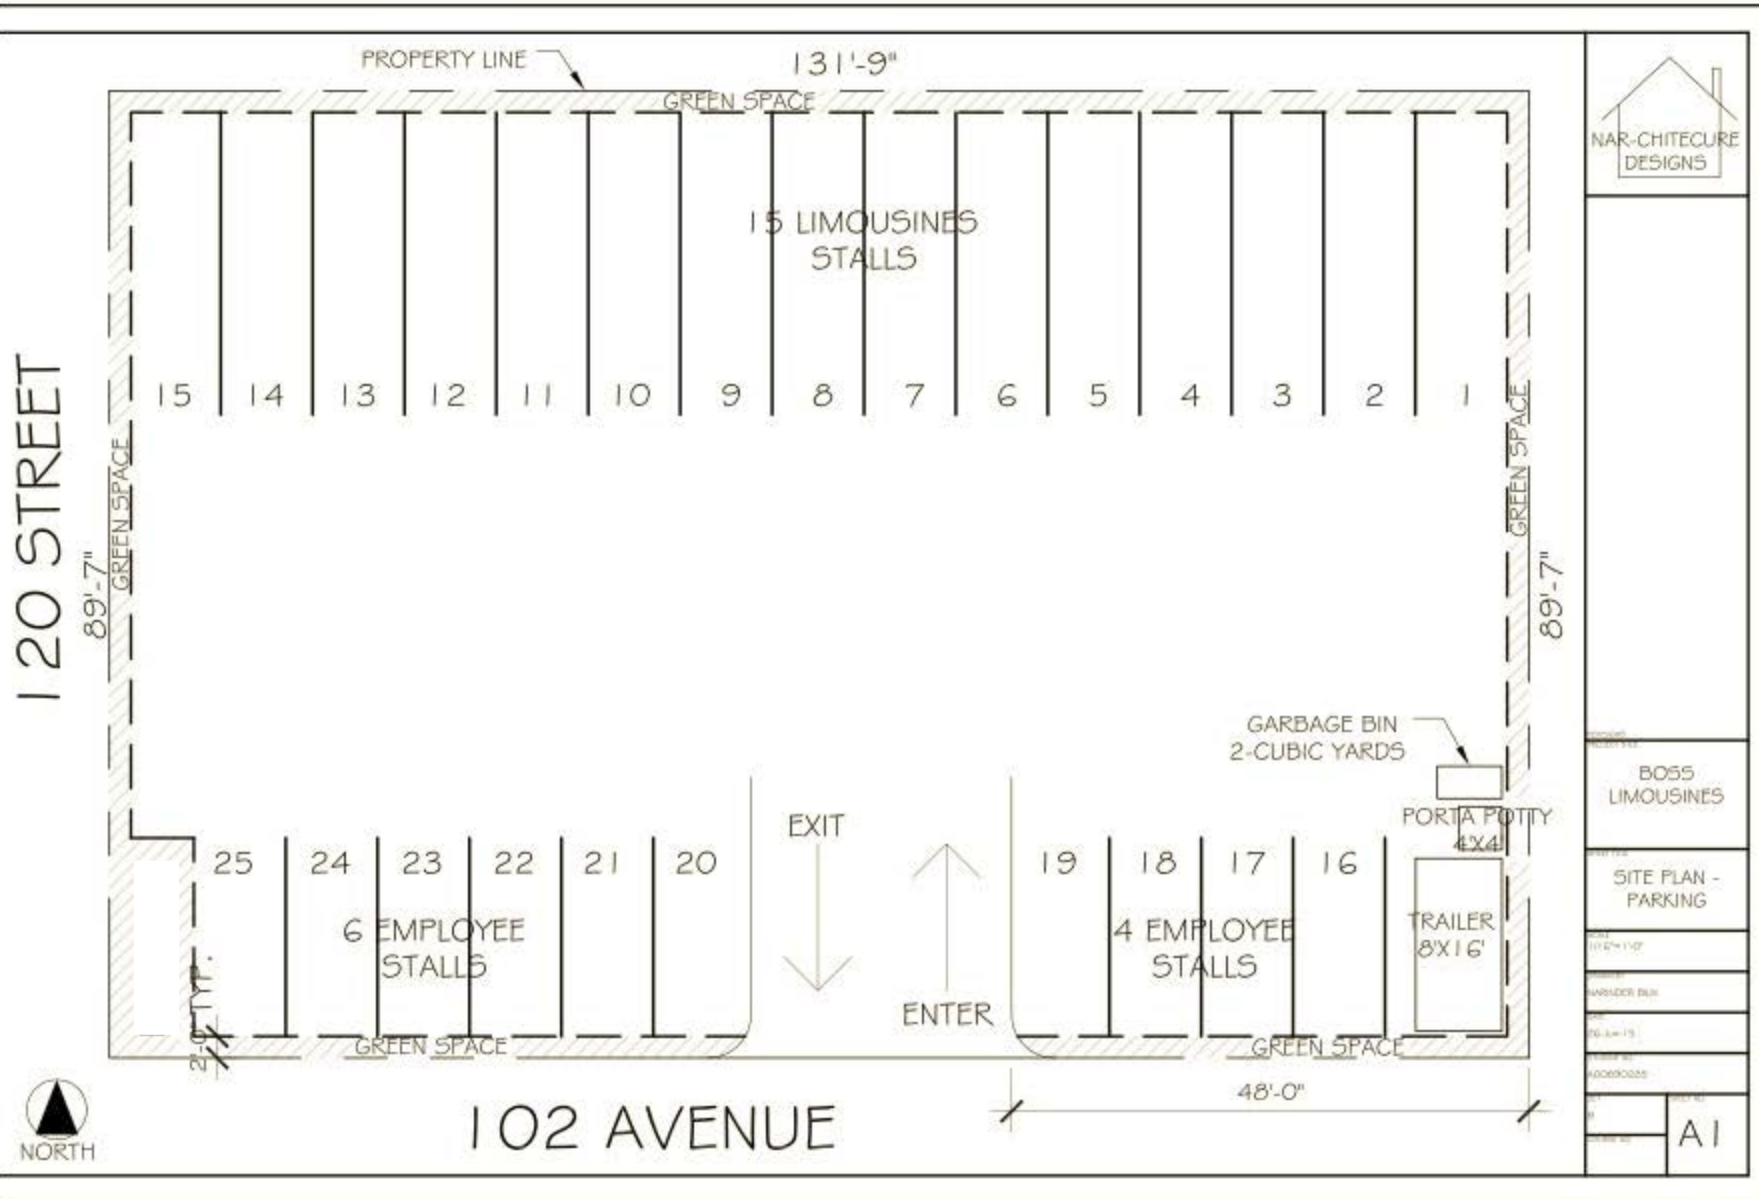 PROPERTY LINE
131'-9"
GREEN SPACE
15 LIMOUSINES
STALLS
15 14 13 12 11 10 9 8 7 6 5 4 3 2 1
120 STREET
89'-7"
GREEN SPACE
GREEN SPACE
89'-7"
GARBAGE BIN
2-CUBIC YARDS
PORTA POTTY
4'X4'
TRAILER
8'X16'
EXIT
ENTER
25 24 23 22 21 20
19 18 17 16
6 EMPLOYEE
STALLS
4 EMPLOYEE
STALLS
2'-0" TYP.
GREEN SPACE
GREEN SPACE
48'-0"
102 AVENUE
NORTH
NAR-CHITECURE
DESIGNS
BOSS
LIMOUSINES
SITE PLAN -
PARKING
A1